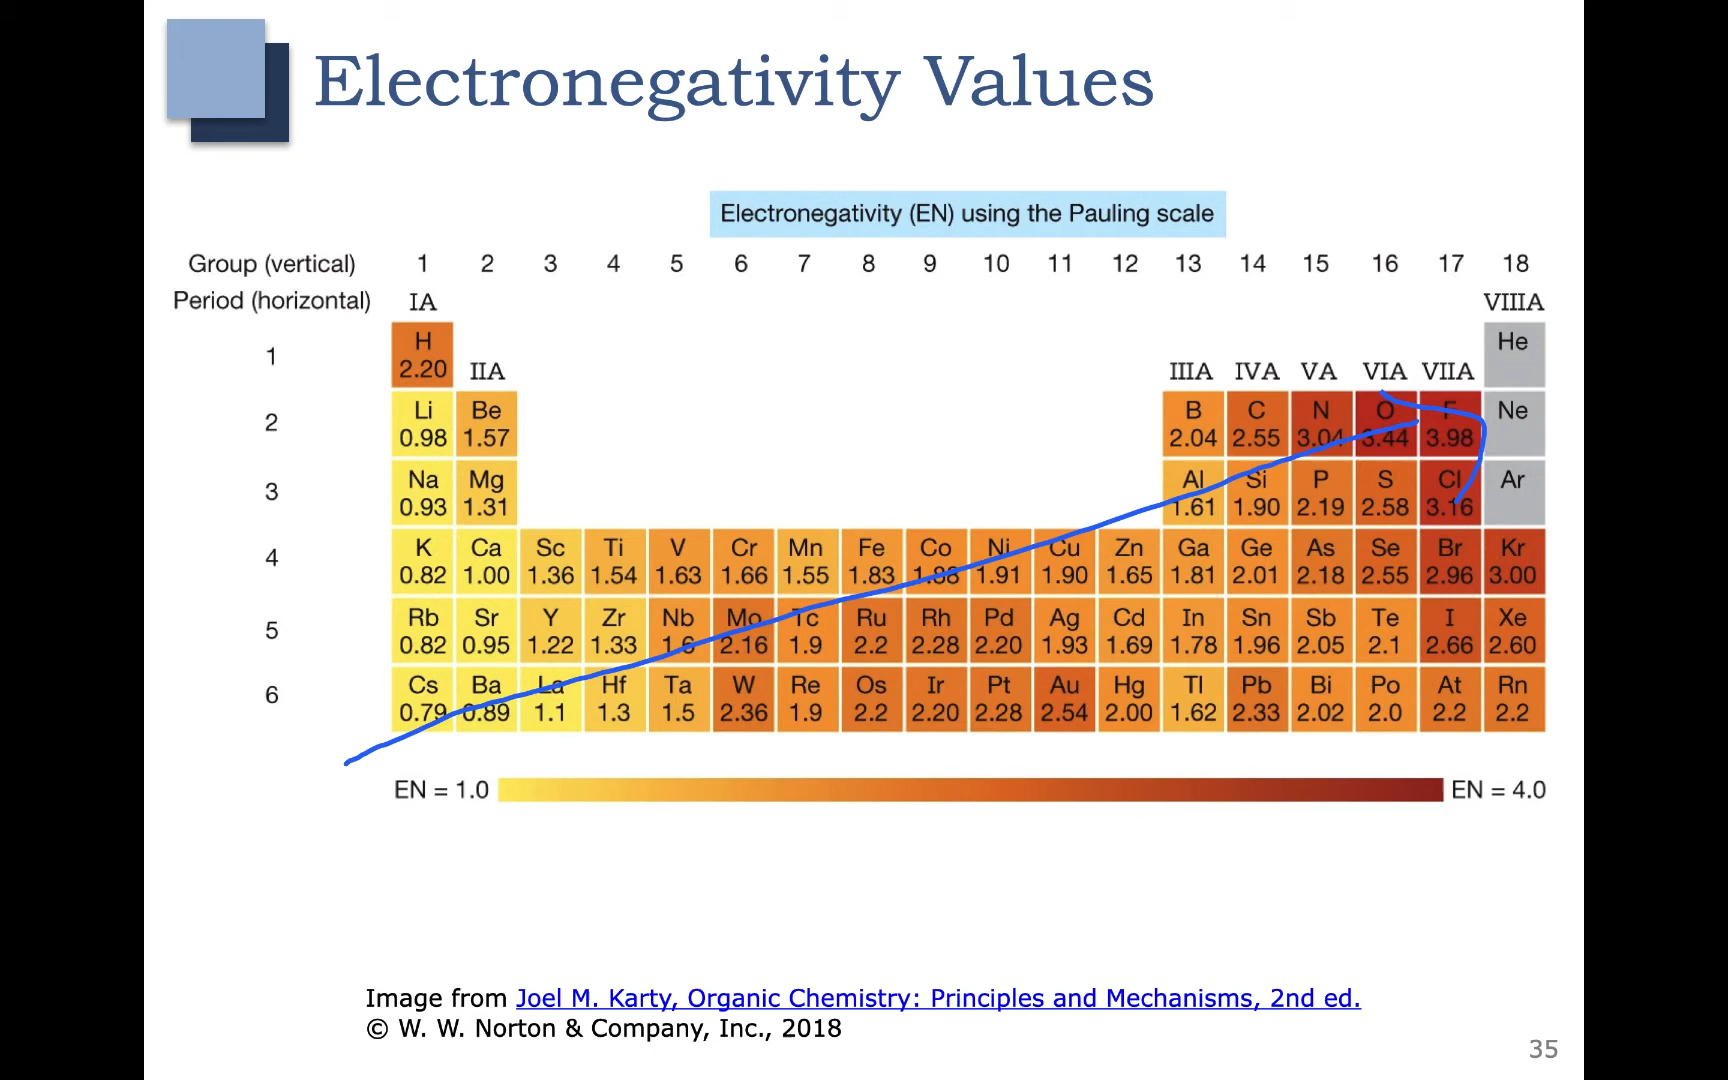 Electronegativity Values
Electronegativity (EN) using the Pauling scale
Group (vertical) 1 2 3 4 5 6 7 8 9 10 11 12 13 14 15 16 17 18
Period (horizontal) IA VIIIA
1 H He
2.20 IIA IIIA IVA VA VIA VIIA
2 Li Be B C N O F Ne
0.98 1.57 2.04 2.55 3.04 3.44 3.98
3 Na Mg Al Si P S Cl Ar
0.93 1.31 1.61 1.90 2.19 2.58 3.16
4 K Ca Sc Ti V Cr Mn Fe Co Ni Cu Zn Ga Ge As Se Br Kr
0.82 1.00 1.36 1.54 1.63 1.66 1.55 1.83 1.88 1.91 1.90 1.65 1.81 2.01 2.18 2.55 2.96 3.00
5 Rb Sr Y Zr Nb Mo Tc Ru Rh Pd Ag Cd In Sn Sb Te I Xe
0.82 0.95 1.22 1.33 1.6 2.16 1.9 2.2 2.28 2.20 1.93 1.69 1.78 1.96 2.05 2.1 2.66 2.60
6 Cs Ba La Hf Ta W Re Os Ir Pt Au Hg Tl Pb Bi Po At Rn
0.79 0.89 1.1 1.3 1.5 2.36 1.9 2.2 2.20 2.28 2.54 2.00 1.62 2.33 2.02 2.0 2.2 2.2
EN = 1.0 EN = 4.0
Image from Joel M. Karty, Organic Chemistry: Principles and Mechanisms, 2nd ed.
© W. W. Norton & Company, Inc., 2018
35